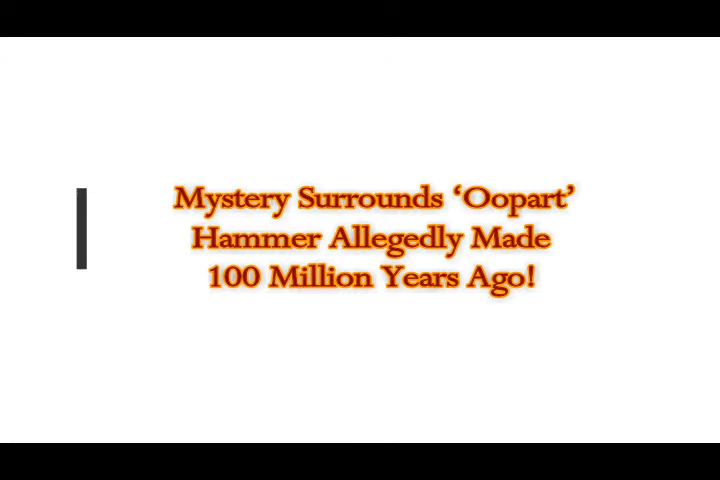 Mystery Surrounds ‘Oopart’
Hammer Allegedly Made
100 Million Years Ago!